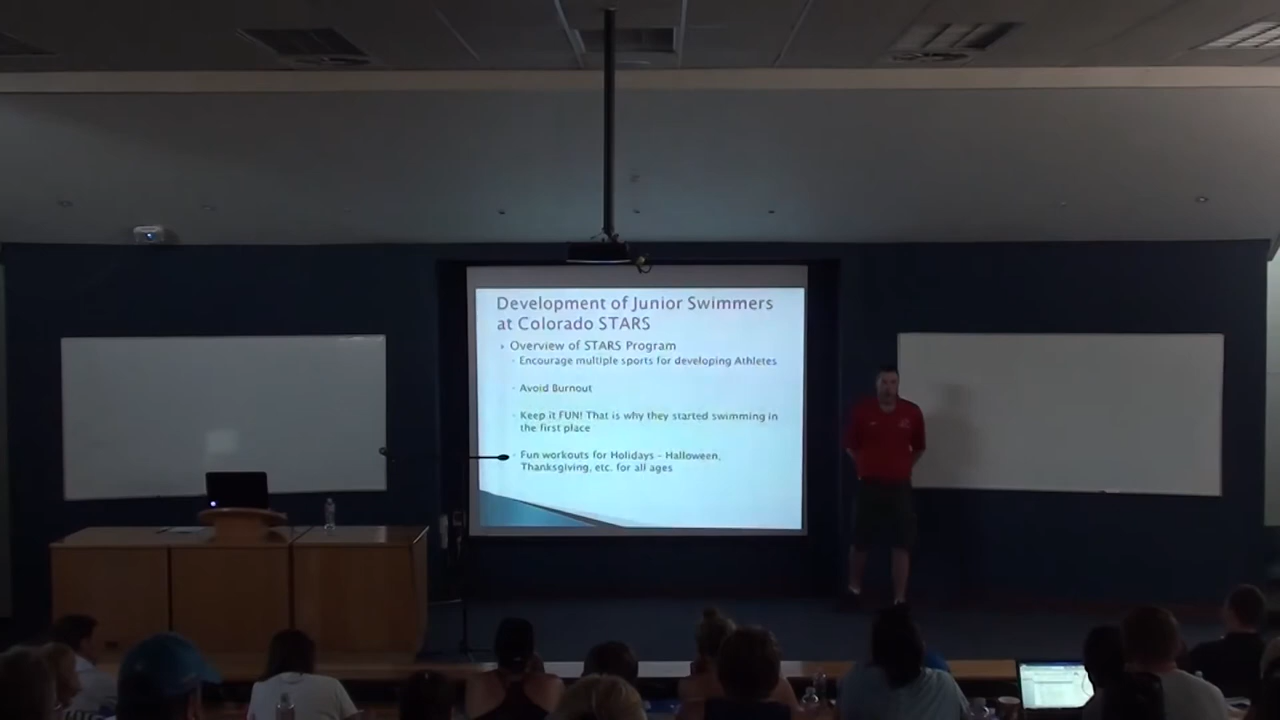 Development of Junior Swimmers
at Colorado STARS
Overview of STARS Program
Encourage multiple sports for developing Athletes
Avoid Burnout
Keep it FUN! That is why they started swimming in
the first place
Fun workouts for Holidays – Halloween,
Thanksgiving, etc. for all ages